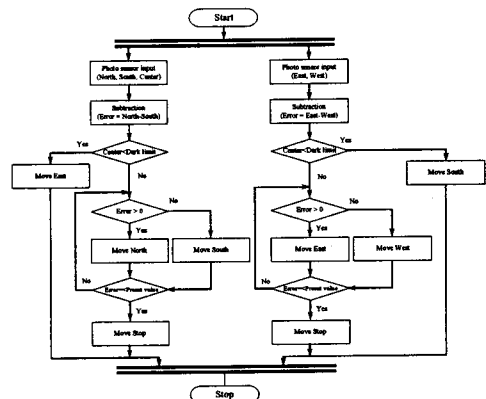 Start
Photo sensor input
(North, South, Center)
Subtraction
(Error = North-South)
Center<Dark limit
Yes
No
Move East
Error > 0
No
Yes
Move North
Move South
No
Error=<Preset value
Yes
Move Stop
Photo sensor input
(East, West)
Subtraction
(Error = East-West)
Center<Dark limit
Yes
No
Move South
Error > 0
No
Yes
Move East
Move West
No
Error=<Preset value
Yes
Move Stop
Stop